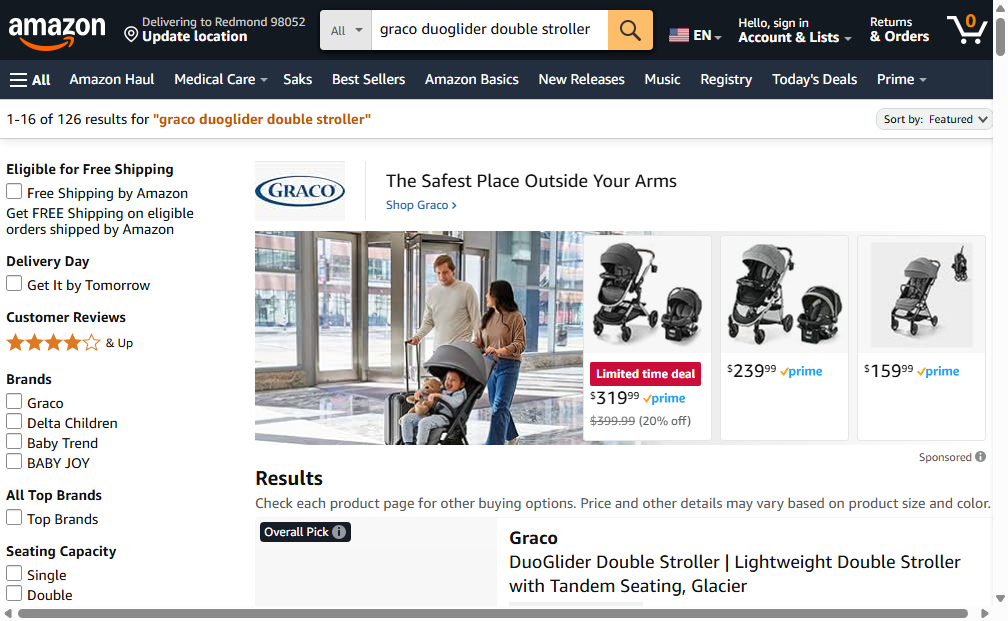 amazon
Delivering to Redmond 98052
Update location
All
graco duoglider double stroller
EN
Hello, sign in
Account & Lists
Returns
& Orders
0
All
Amazon Haul
Medical Care
Saks
Best Sellers
Amazon Basics
New Releases
Music
Registry
Today's Deals
Prime
1-16 of 126 results for "graco duoglider double stroller"
Sort by: Featured
Eligible for Free Shipping
Free Shipping by Amazon
Get FREE Shipping on eligible
orders shipped by Amazon
Delivery Day
Get It by Tomorrow
Customer Reviews
& Up
Brands
Graco
Delta Children
Baby Trend
BABY JOY
All Top Brands
Top Brands
Seating Capacity
Single
Double
GRACO
The Safest Place Outside Your Arms
Shop Graco ›
Limited time deal
$319.99 prime
$399.99 (20% off)
$239.99 prime
$159.99 prime
Sponsored
Results
Check each product page for other buying options. Price and other details may vary based on product size and color.
Overall Pick
Graco
DuoGlider Double Stroller | Lightweight Double Stroller
with Tandem Seating, Glacier